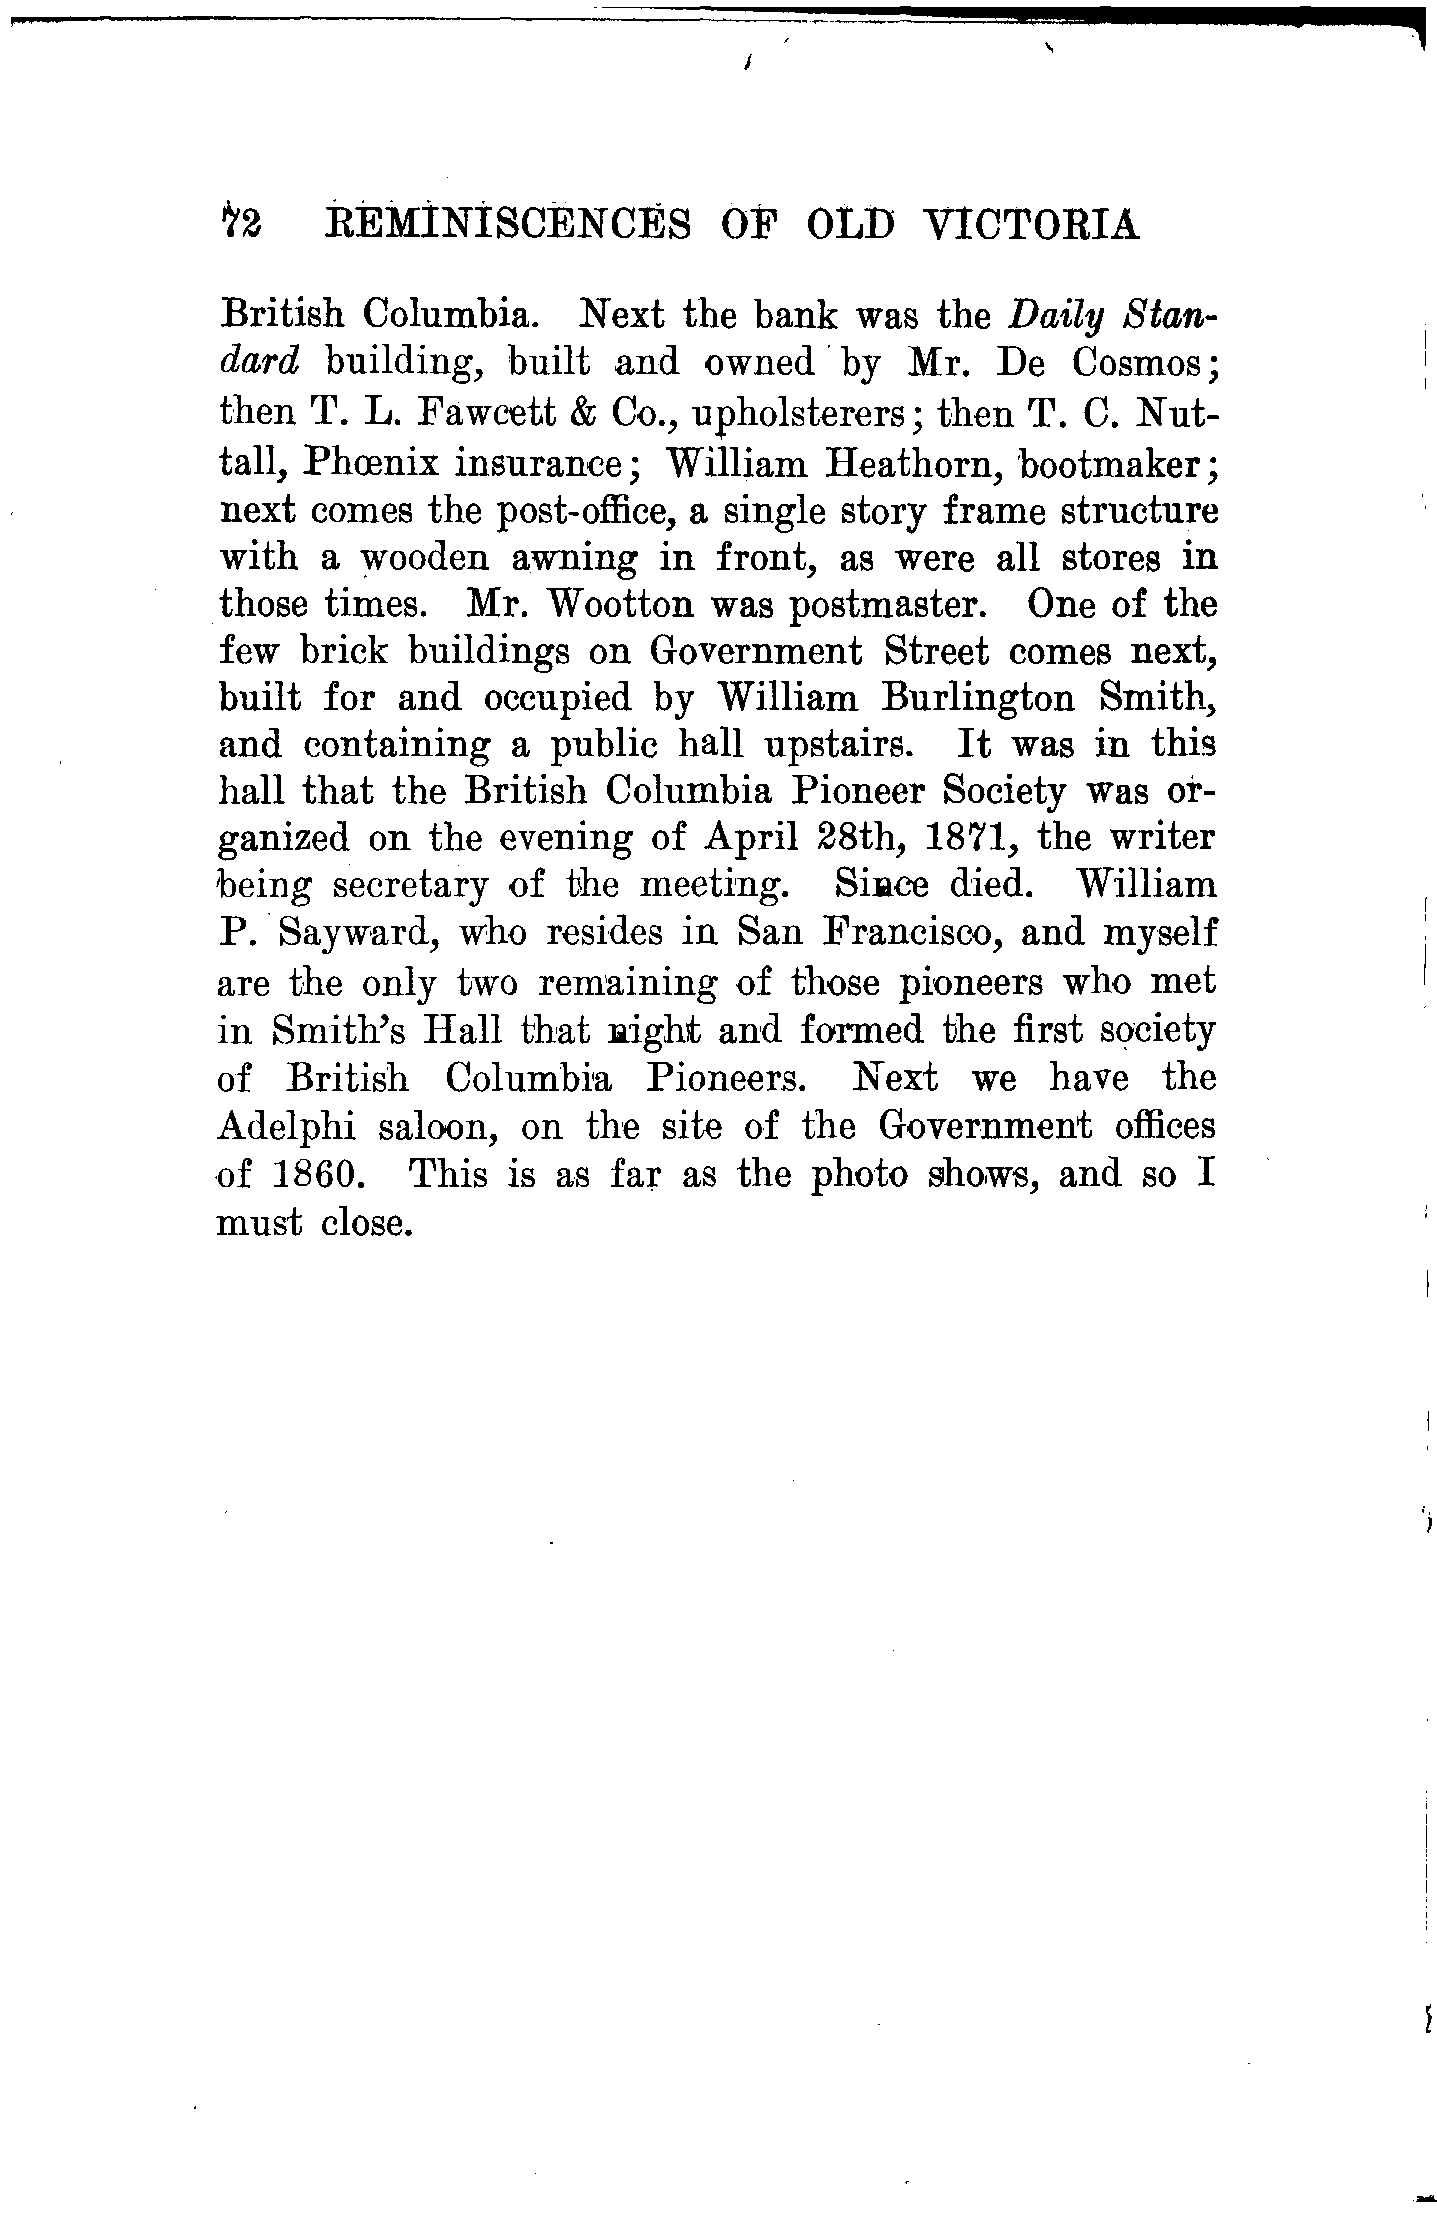 72 REMINISCENCES OF OLD VICTORIA
British Columbia. Next the bank was the Daily Stan-
dard building, built and owned by Mr. De Cosmos;
then T. L. Fawcett & Co., upholsterers; then T. C. Nut-
tall, Phœnix insurance; William Heathorn, bootmaker;
next comes the post-office, a single story frame structure
with a wooden awning in front, as were all stores in
those times. Mr. Wootton was postmaster. One of the
few brick buildings on Government Street comes next,
built for and occupied by William Burlington Smith,
and containing a public hall upstairs. It was in this
hall that the British Columbia Pioneer Society was or-
ganized on the evening of April 28th, 1871, the writer
being secretary of the meeting. Since died. William
P. Sayward, who resides in San Francisco, and myself
are the only two remaining of those pioneers who met
in Smith's Hall that night and formed the first society
of British Columbia Pioneers. Next we have the
Adelphi saloon, on the site of the Government offices
of 1860. This is as far as the photo shows, and so I
must close.